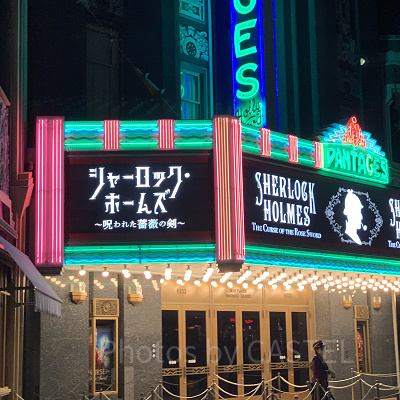 ES
PANTAGES
シャーロック・
ホームズ
～呪われた薔薇の剣～
SHERLOCK
HOLMES
THE CURSE OF THE ROSE SWORD
Photos by CASTEL